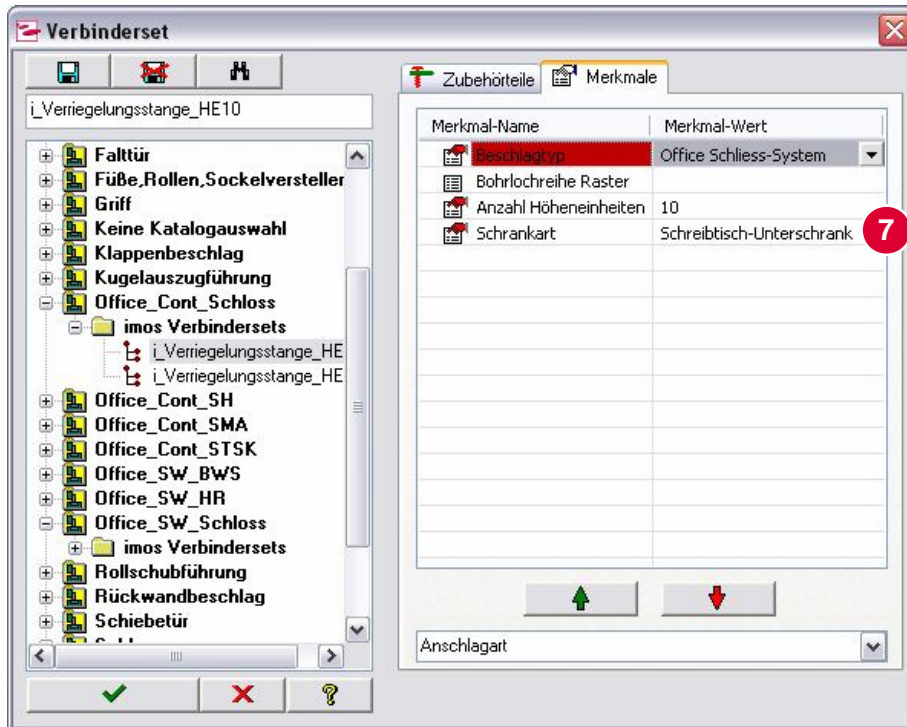 Verbinderset
i_Verriegelungsstange_HE10
Falttür
Füße,Rollen,Sockelversteller
Griff
Keine Katalogauswahl
Klappenbeschlag
Kugelauszugführung
Office_Cont_Schloss
imos Verbindersets
i_Verriegelungsstange_HE
i_Verriegelungsstange_HE
Office_Cont_SH
Office_Cont_SMA
Office_Cont_STSK
Office_SW_BWS
Office_SW_HR
Office_SW_Schloss
imos Verbindersets
Rollschubführung
Rückwandbeschlag
Schiebetür
Zubehörteile Merkmale
Merkmal-Name Merkmal-Wert
Beschlagtyp Office Schliess-System
Bohrlochreihe Raster
Anzahl Höheneinheiten 10
Schrankart Schreibtisch-Unterschrank 7
Anschlagart